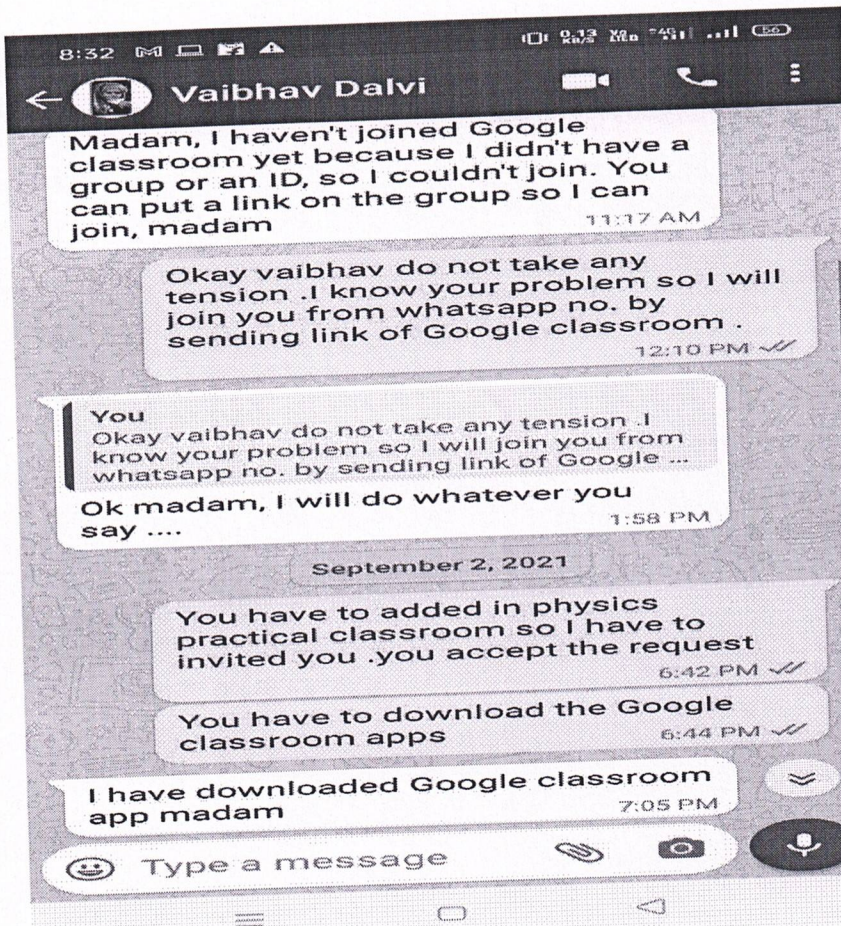 8:32
0.13
KB/S
Vo
LTE
4G
56
Vaibhav Dalvi
Madam, I haven't joined Google
classroom yet because I didn't have a
group or an ID, so I couldn't join. You
can put a link on the group so I can
join, madam
11:17 AM
Okay vaibhav do not take any
tension .I know your problem so I will
join you from whatsapp no. by
sending link of Google classroom .
12:10 PM
You
Okay vaibhav do not take any tension .I
know your problem so I will join you from
whatsapp no. by sending link of Google ...
Ok madam, I will do whatever you
say ....
1:58 PM
September 2, 2021
You have to added in physics
practical classroom so I have to
invited you .you accept the request
6:42 PM
You have to download the Google
classroom apps
6:44 PM
I have downloaded Google classroom
app madam
7:05 PM
Type a message